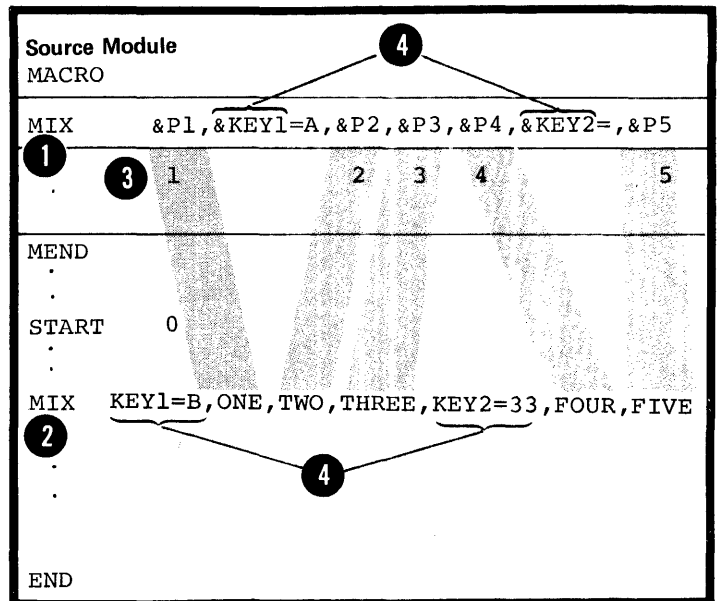 Source Module
4
MACRO
MIX &P1,&KEY1=A,&P2,&P3,&P4,&KEY2=,&P5
1
3 1 2 3 4 5
.
MEND
.
.
START 0
.
.
MIX KEY1=B,ONE,TWO,THREE,KEY2=33,FOUR,FIVE
2
4
.
.
END